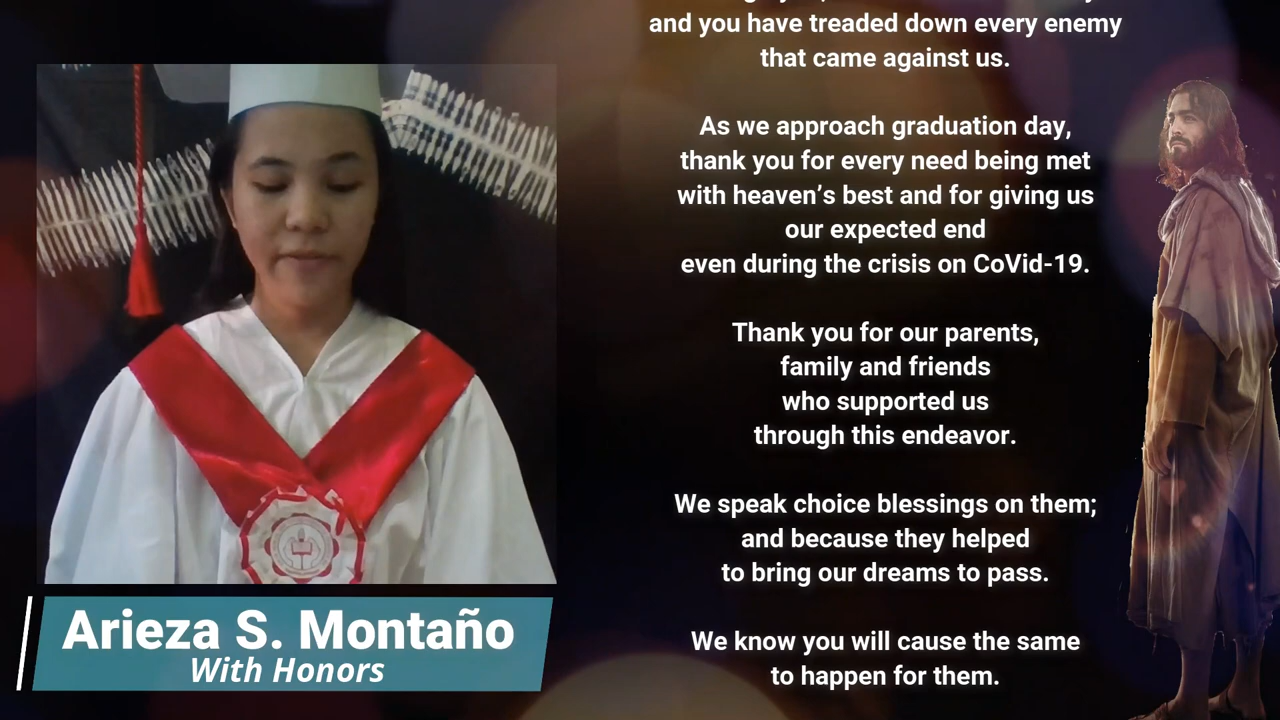 and you have treaded down every enemy
that came against us.
As we approach graduation day,
thank you for every need being met
with heaven’s best and for giving us
our expected end
even during the crisis on CoVid-19.
Thank you for our parents,
family and friends
who supported us
through this endeavor.
We speak choice blessings on them;
and because they helped
to bring our dreams to pass.
We know you will cause the same
to happen for them.
Arieza S. Montaño
With Honors